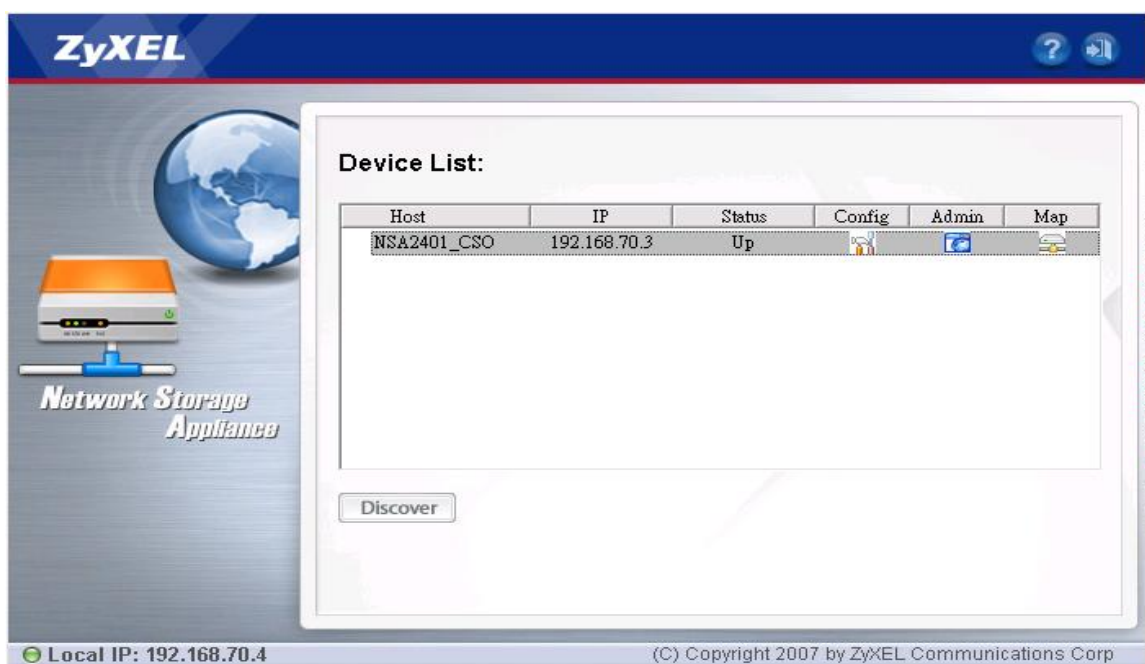 ZyXEL
?
Device List:
Host IP Status Config Admin Map
NSA2401_CSO 192.168.70.3 Up
Network Storage
Appliance
Discover
Local IP: 192.168.70.4 (C) Copyright 2007 by ZyXEL Communications Corp